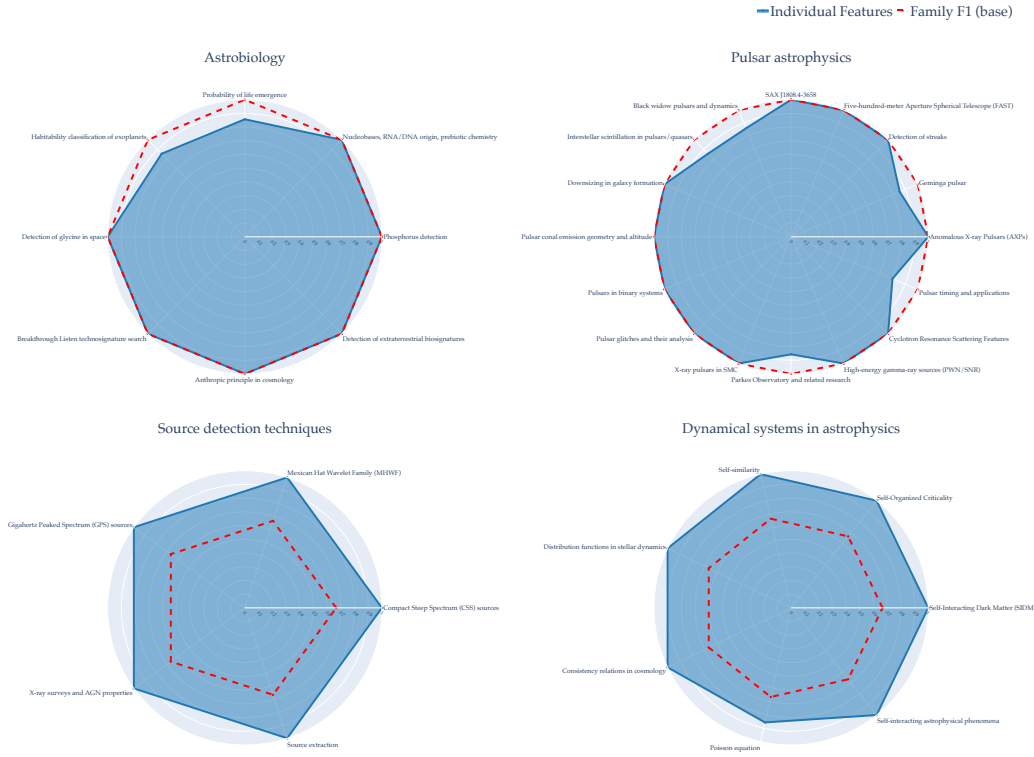 Individual Features Family F1 (base)
Astrobiology
Probability of life emergence
Habitability classification of exoplanets
Nucleobases, RNA/DNA origin, prebiotic chemistry
Detection of glycine in space
Phosphorus detection
Breakthrough Listen technosignature search
Detection of extraterrestrial biosignatures
Anthropic principle in cosmology
Pulsar astrophysics
SAX J1808.4-3658
Black widow pulsars and dynamics
Five-hundred-meter Aperture Spherical Telescope (FAST)
Interstellar scintillation in pulsars/quasars
Detection of streaks
Downsizing in galaxy formation
Geminga pulsar
Pulsar conal emission geometry and altitude
Anomalous X-ray Pulsars (AXPs)
Pulsars in binary systems
Pulsar timing and applications
Pulsar glitches and their analysis
Cyclotron Resonance Scattering Features
X-ray pulsars in SMC
High-energy gamma-ray sources (PWN/SNR)
Parkes Observatory and related research
Source detection techniques
Mexican Hat Wavelet Family (MHWF)
Gigahertz Peaked Spectrum (GPS) sources
Compact Steep Spectrum (CSS) sources
X-ray surveys and AGN properties
Source extraction
Dynamical systems in astrophysics
Self-similarity
Self-Organized Criticality
Distribution functions in stellar dynamics
Self-Interacting Dark Matter (SIDM
Consistency relations in cosmology
Self-interacting astrophysical phenomena
Poisson equation